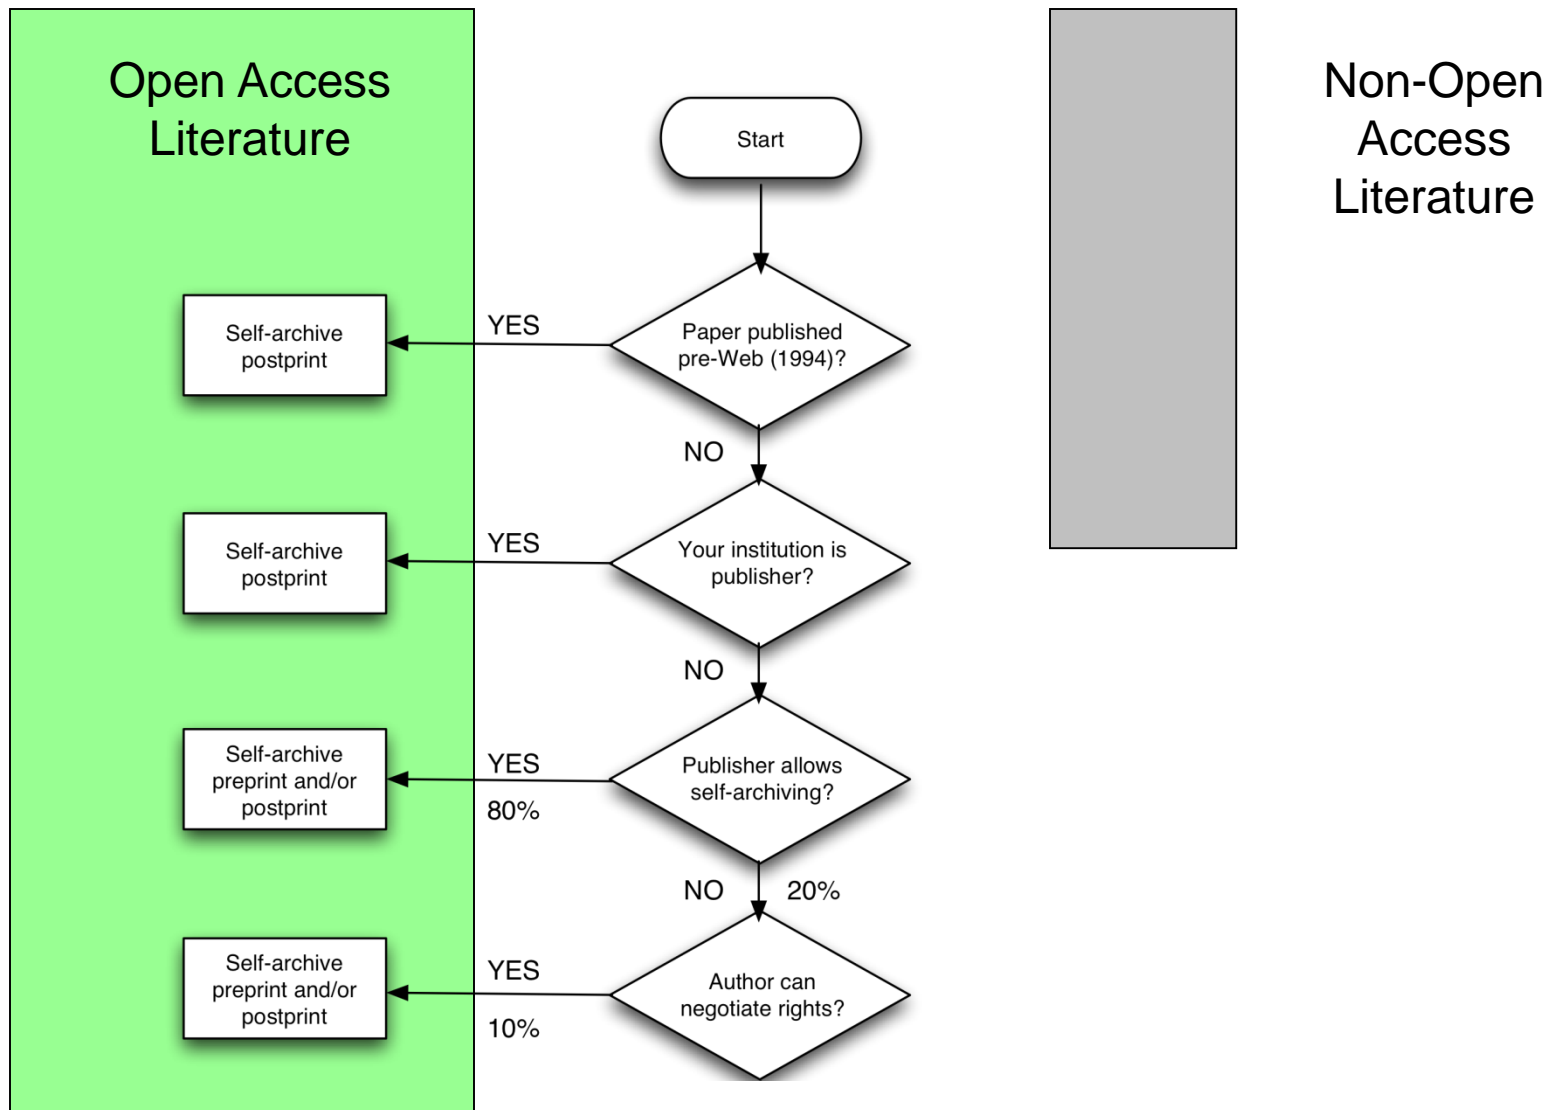 Open Access
Literature
Non-Open
Access
Literature
Start
Paper published
pre-Web (1994)?
YES
Self-archive
postprint
NO
Your institution is
publisher?
YES
Self-archive
postprint
NO
Publisher allows
self-archiving?
YES
80%
Self-archive
preprint and/or
postprint
NO
20%
Author can
negotiate rights?
YES
10%
Self-archive
preprint and/or
postprint